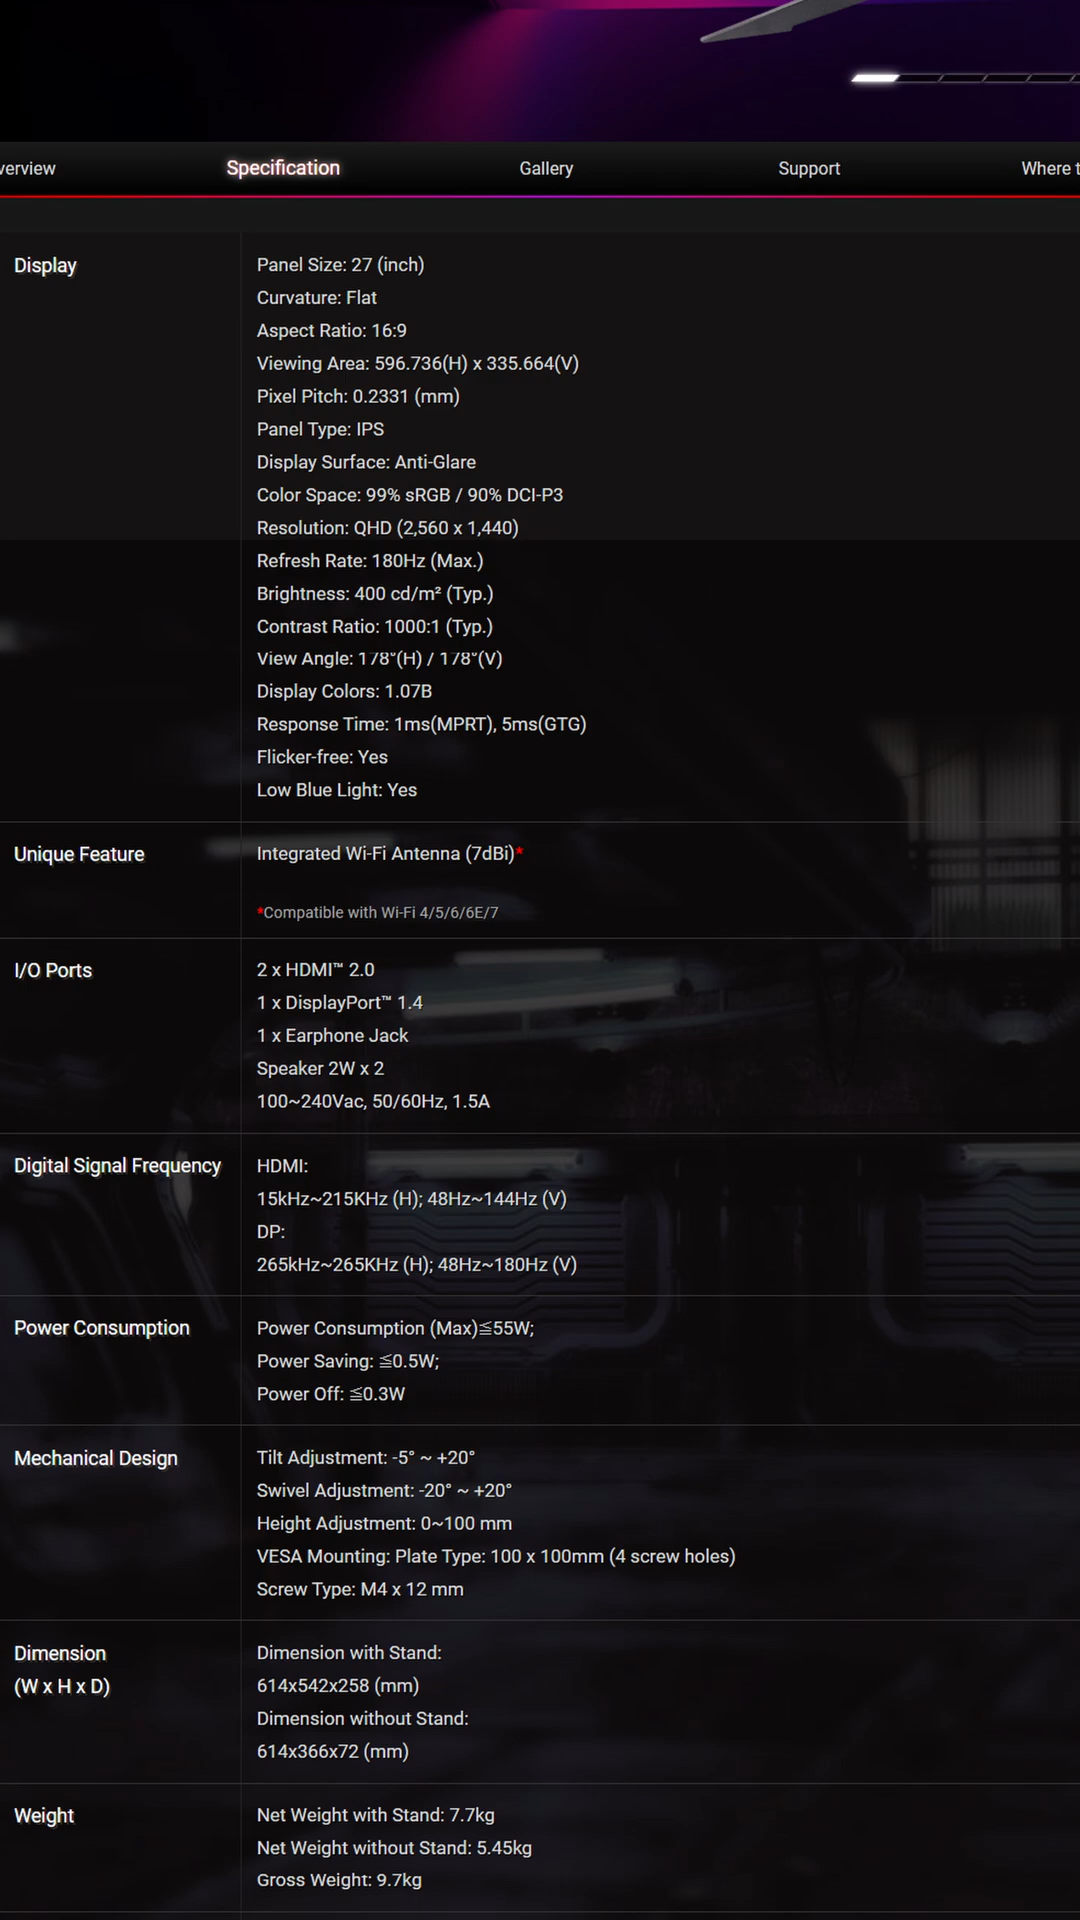 verview Specification Gallery Support Where t
Display
Panel Size: 27 (inch)
Curvature: Flat
Aspect Ratio: 16:9
Viewing Area: 596.736(H) x 335.664(V)
Pixel Pitch: 0.2331 (mm)
Panel Type: IPS
Display Surface: Anti-Glare
Color Space: 99% sRGB / 90% DCI-P3
Resolution: QHD (2,560 x 1,440)
Refresh Rate: 180Hz (Max.)
Brightness: 400 cd/m² (Typ.)
Contrast Ratio: 1000:1 (Typ.)
View Angle: 178°(H) / 178°(V)
Display Colors: 1.07B
Response Time: 1ms(MPRT), 5ms(GTG)
Flicker-free: Yes
Low Blue Light: Yes
Unique Feature
Integrated Wi-Fi Antenna (7dBi)*
*Compatible with Wi-Fi 4/5/6/6E/7
I/O Ports
2 x HDMI™ 2.0
1 x DisplayPort™ 1.4
1 x Earphone Jack
Speaker 2W x 2
100~240Vac, 50/60Hz, 1.5A
Digital Signal Frequency
HDMI:
15kHz~215KHz (H); 48Hz~144Hz (V)
DP:
265kHz~265KHz (H); 48Hz~180Hz (V)
Power Consumption
Power Consumption (Max)≦55W;
Power Saving: ≦0.5W;
Power Off: ≦0.3W
Mechanical Design
Tilt Adjustment: -5° ~ +20°
Swivel Adjustment: -20° ~ +20°
Height Adjustment: 0~100 mm
VESA Mounting: Plate Type: 100 x 100mm (4 screw holes)
Screw Type: M4 x 12 mm
Dimension
(W x H x D)
Dimension with Stand:
614x542x258 (mm)
Dimension without Stand:
614x366x72 (mm)
Weight
Net Weight with Stand: 7.7kg
Net Weight without Stand: 5.45kg
Gross Weight: 9.7kg